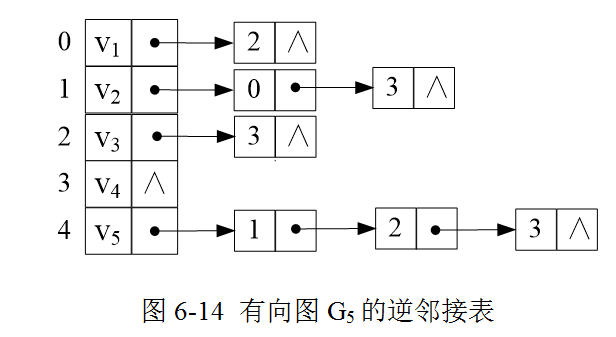 0 v₁ 2 ∧
1 v₂ 0 3 ∧
2 v₃ 3 ∧
3 v₄ ∧
4 v₅ 1 2 3 ∧
图 6-14 有向图 G₅ 的逆邻接表